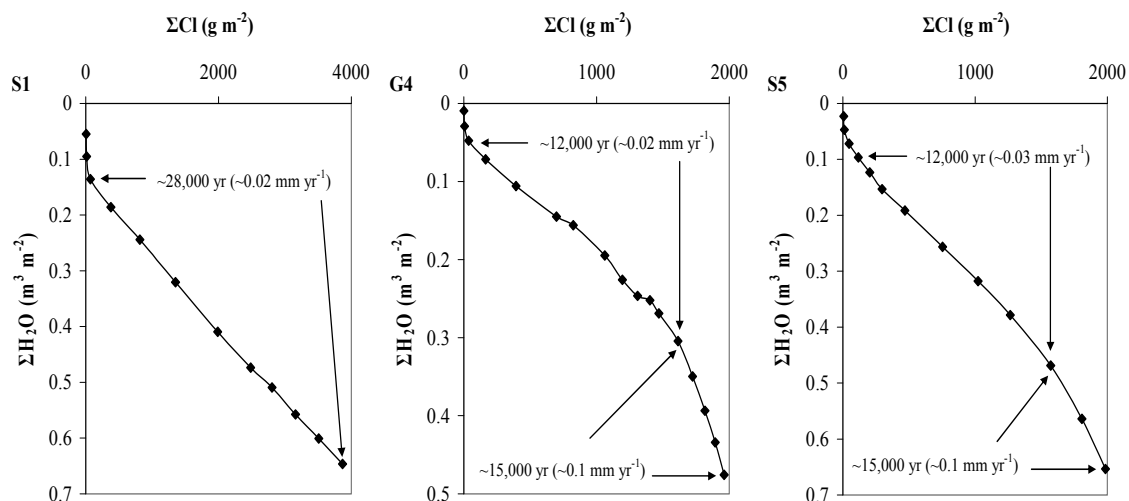 ΣCl (g m⁻²)
0 2000 4000
S1
0
0.1
0.2
0.3
0.4
0.5
0.6
0.7
ΣH₂O (m³ m⁻²)
~28,000 yr (~0.02 mm yr⁻¹)
ΣCl (g m⁻²)
0 1000 2000
G4
0
0.1
0.2
0.3
0.4
0.5
ΣH₂O (m³ m⁻²)
~12,000 yr (~0.02 mm yr⁻¹)
~15,000 yr (~0.1 mm yr⁻¹)
ΣCl (g m⁻²)
0 1000 2000
S5
0
0.1
0.2
0.3
0.4
0.5
0.6
0.7
ΣH₂O (m³ m⁻²)
~12,000 yr (~0.03 mm yr⁻¹)
~15,000 yr (~0.1 mm yr⁻¹)